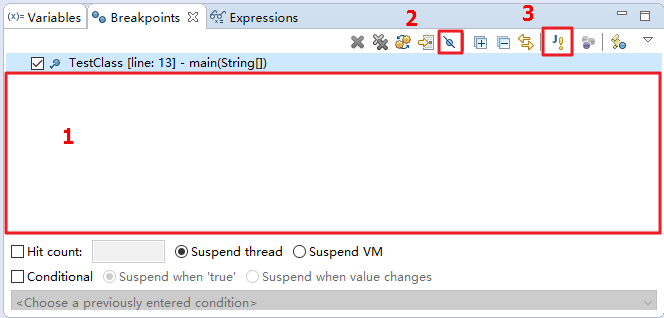 (x)= Variables Breakpoints Expressions
2 3
J!
TestClass [line: 13] - main(String[])
1
Hit count: Suspend thread Suspend VM
Conditional Suspend when 'true' Suspend when value changes
<Choose a previously entered condition>